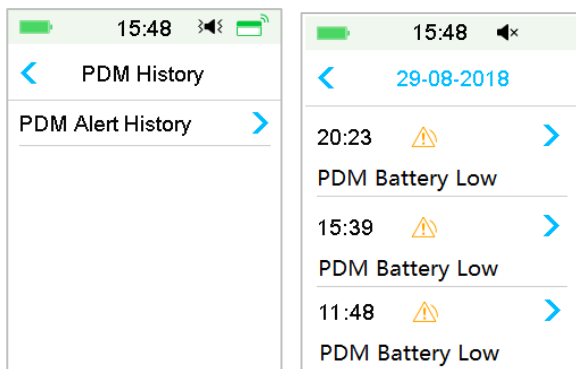 15:48
PDM History
PDM Alert History
15:48
29-08-2018
20:23
PDM Battery Low
15:39
PDM Battery Low
11:48
PDM Battery Low